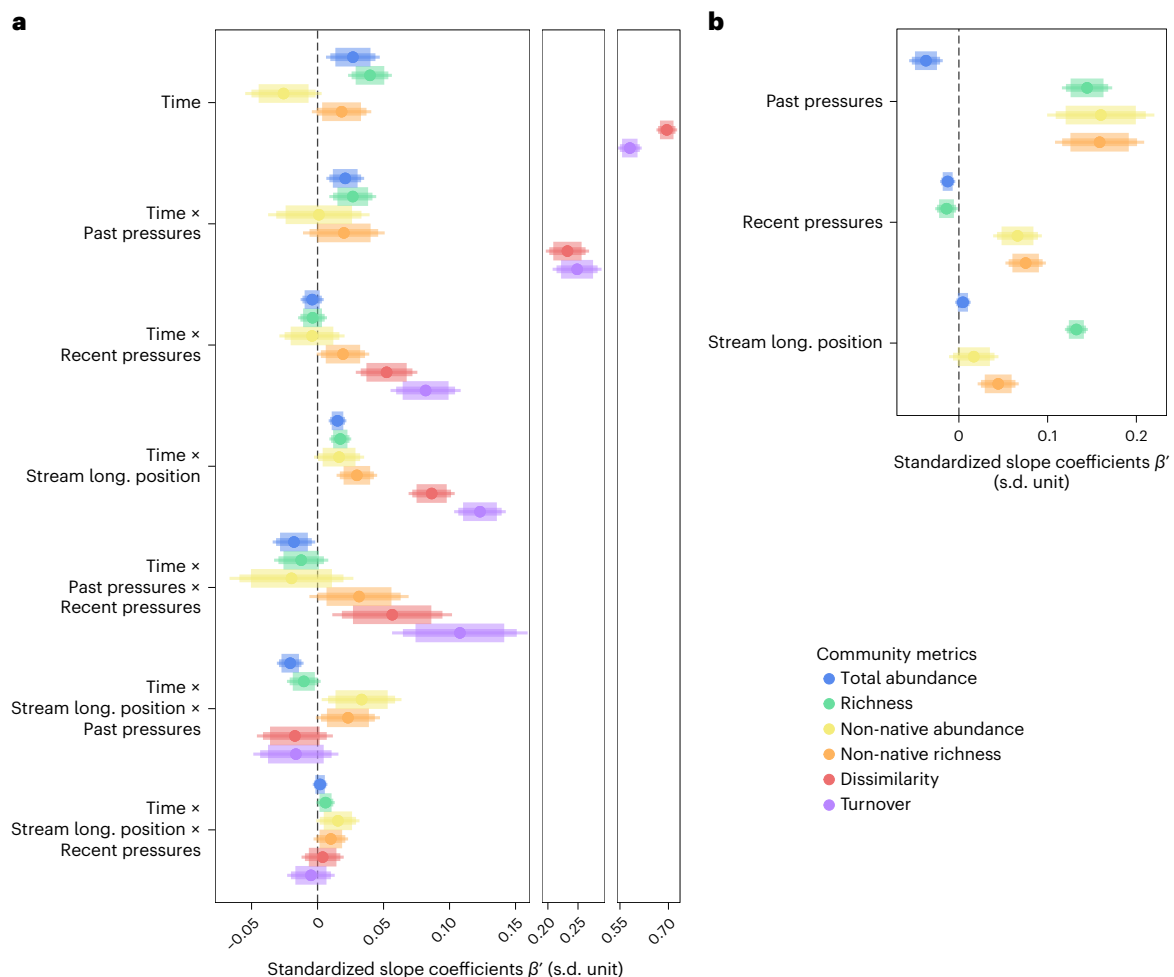 a
Time
Time ×
Past pressures
Time ×
Recent pressures
Time ×
Stream long. position
Time ×
Past pressures ×
Recent pressures
Time ×
Stream long. position ×
Past pressures
Time ×
Stream long. position ×
Recent pressures
−0.05
0
0.05
0.10
0.15
0.20
0.25
0.55
0.70
Standardized slope coefficients β′ (s.d. unit)
b
Past pressures
Recent pressures
Stream long. position
0
0.1
0.2
Standardized slope coefficients β′
(s.d. unit)
Community metrics
Total abundance
Richness
Non-native abundance
Non-native richness
Dissimilarity
Turnover